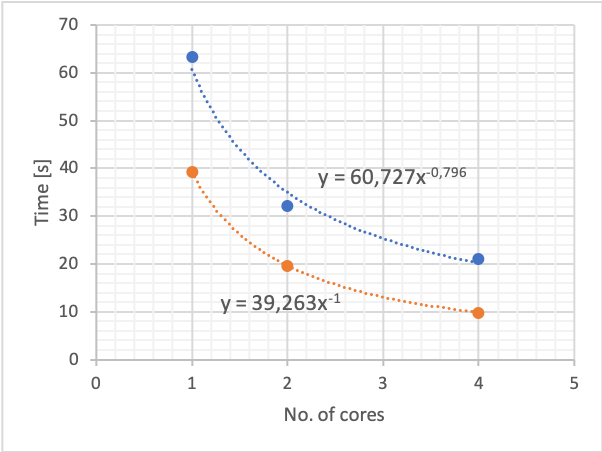 70
60
50
40
30
20
10
0
Time [s]
y = 60,727x^-0,796
y = 39,263x^-1
0 1 2 3 4 5
No. of cores